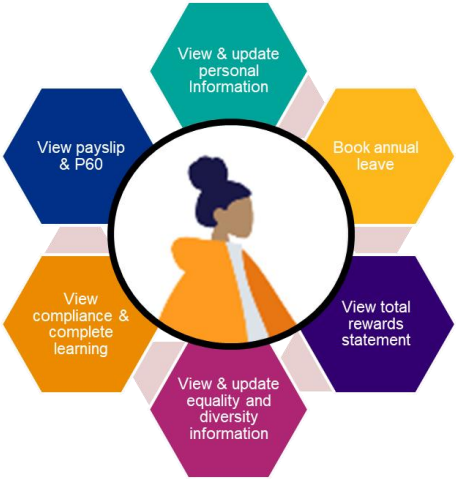 View & update
personal
Information
Book annual
leave
View total
rewards
statement
View & update
equality and
diversity
information
View
compliance &
complete
learning
View payslip
& P60